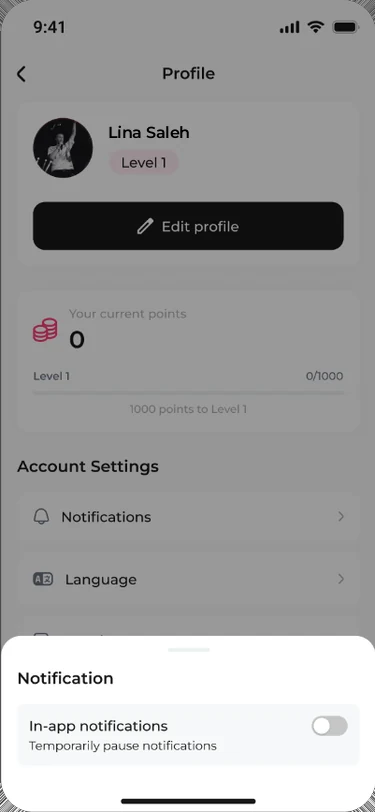 9:41
Profile
Lina Saleh
Level 1
Edit profile
Your current points
0
Level 1 0/1000
1000 points to Level 1
Account Settings
Notifications
Language
Notification
In-app notifications
Temporarily pause notifications